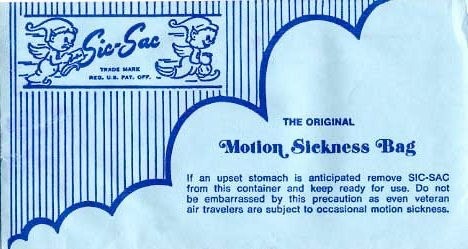 Sic-Sac
TRADE MARK
REG. U.S. PAT. OFF.
THE ORIGINAL
Motion Sickness Bag
If an upset stomach is anticipated remove SIC-SAC
from this container and keep ready for use. Do not
be embarrassed by this precaution as even veteran
air travelers are subject to occasional motion sickness.